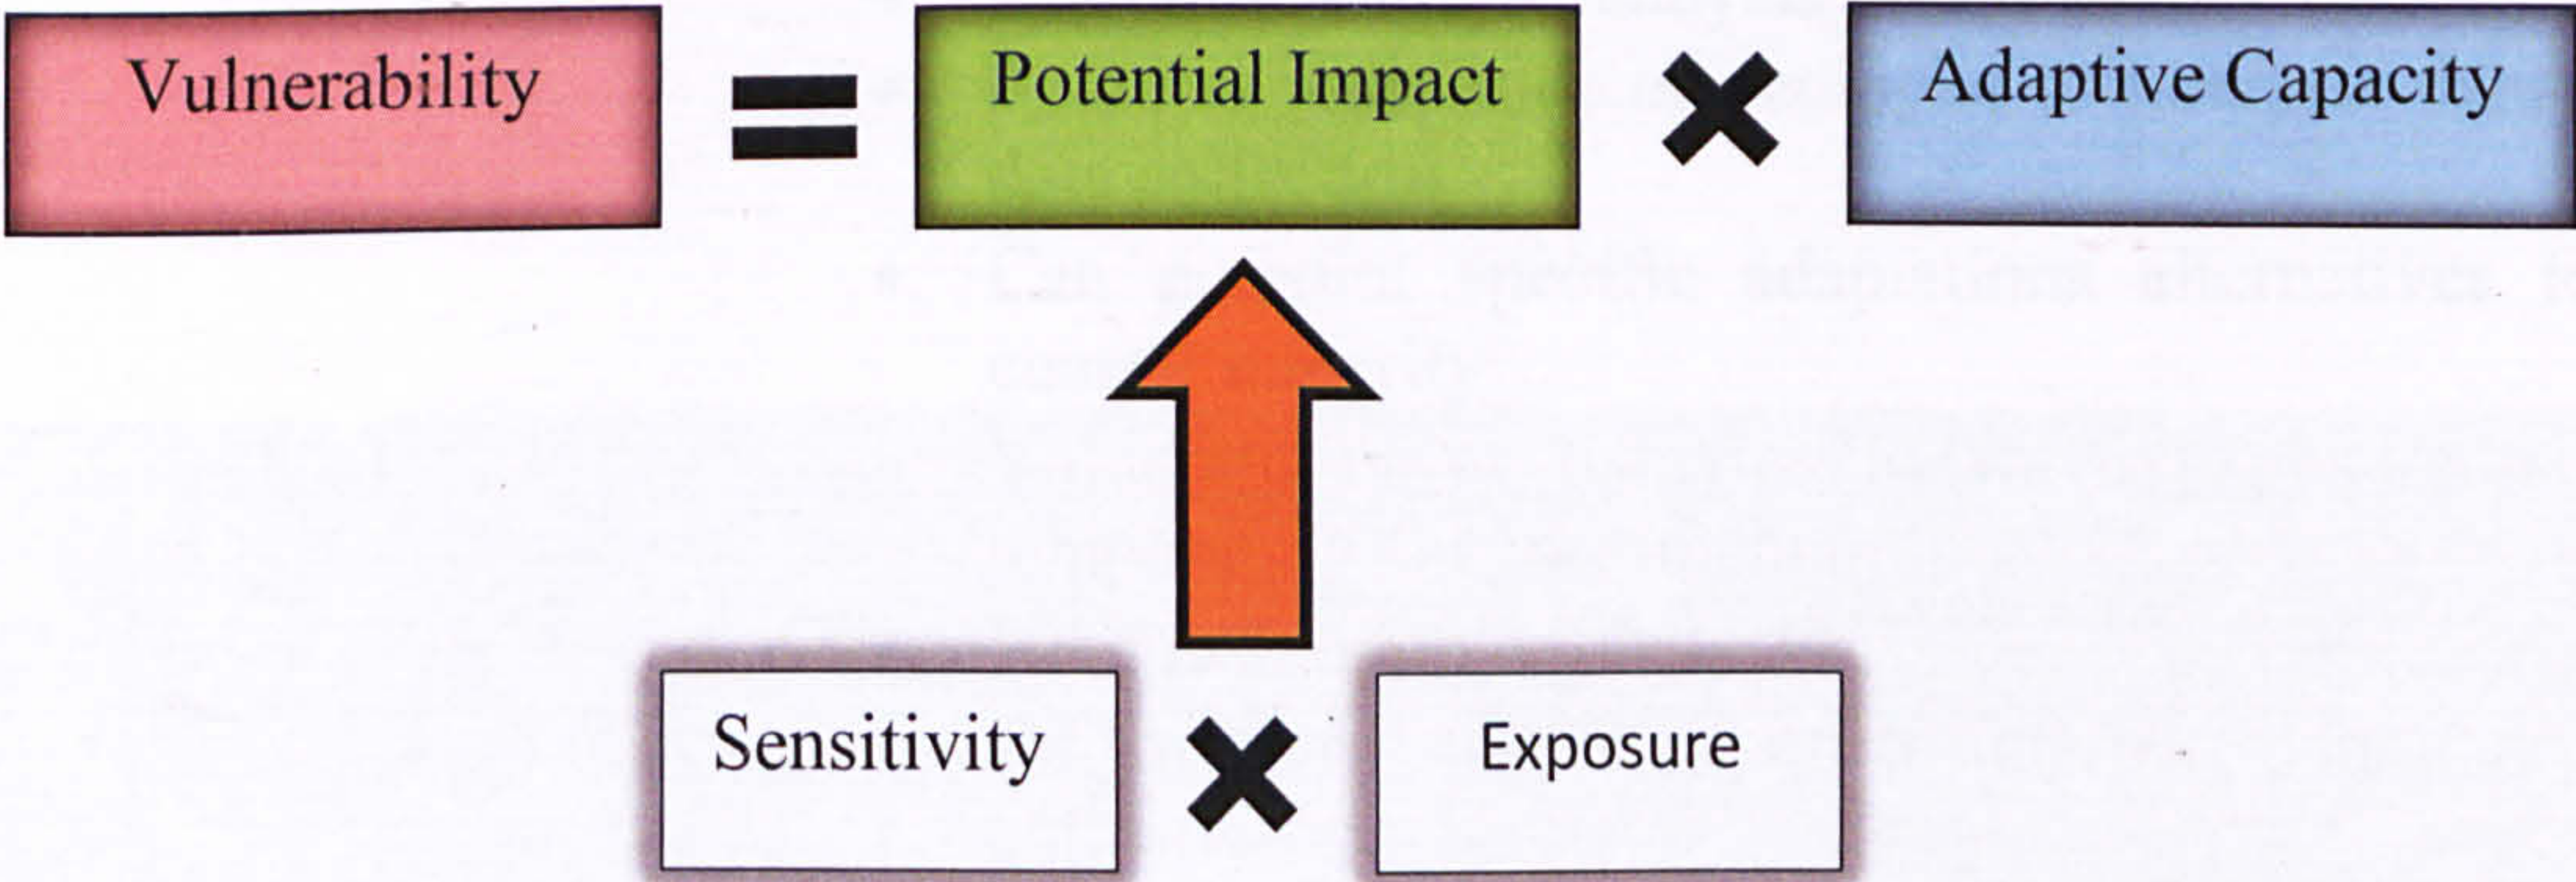 Vulnerability = Potential Impact × Adaptive Capacity
Sensitivity × Exposure